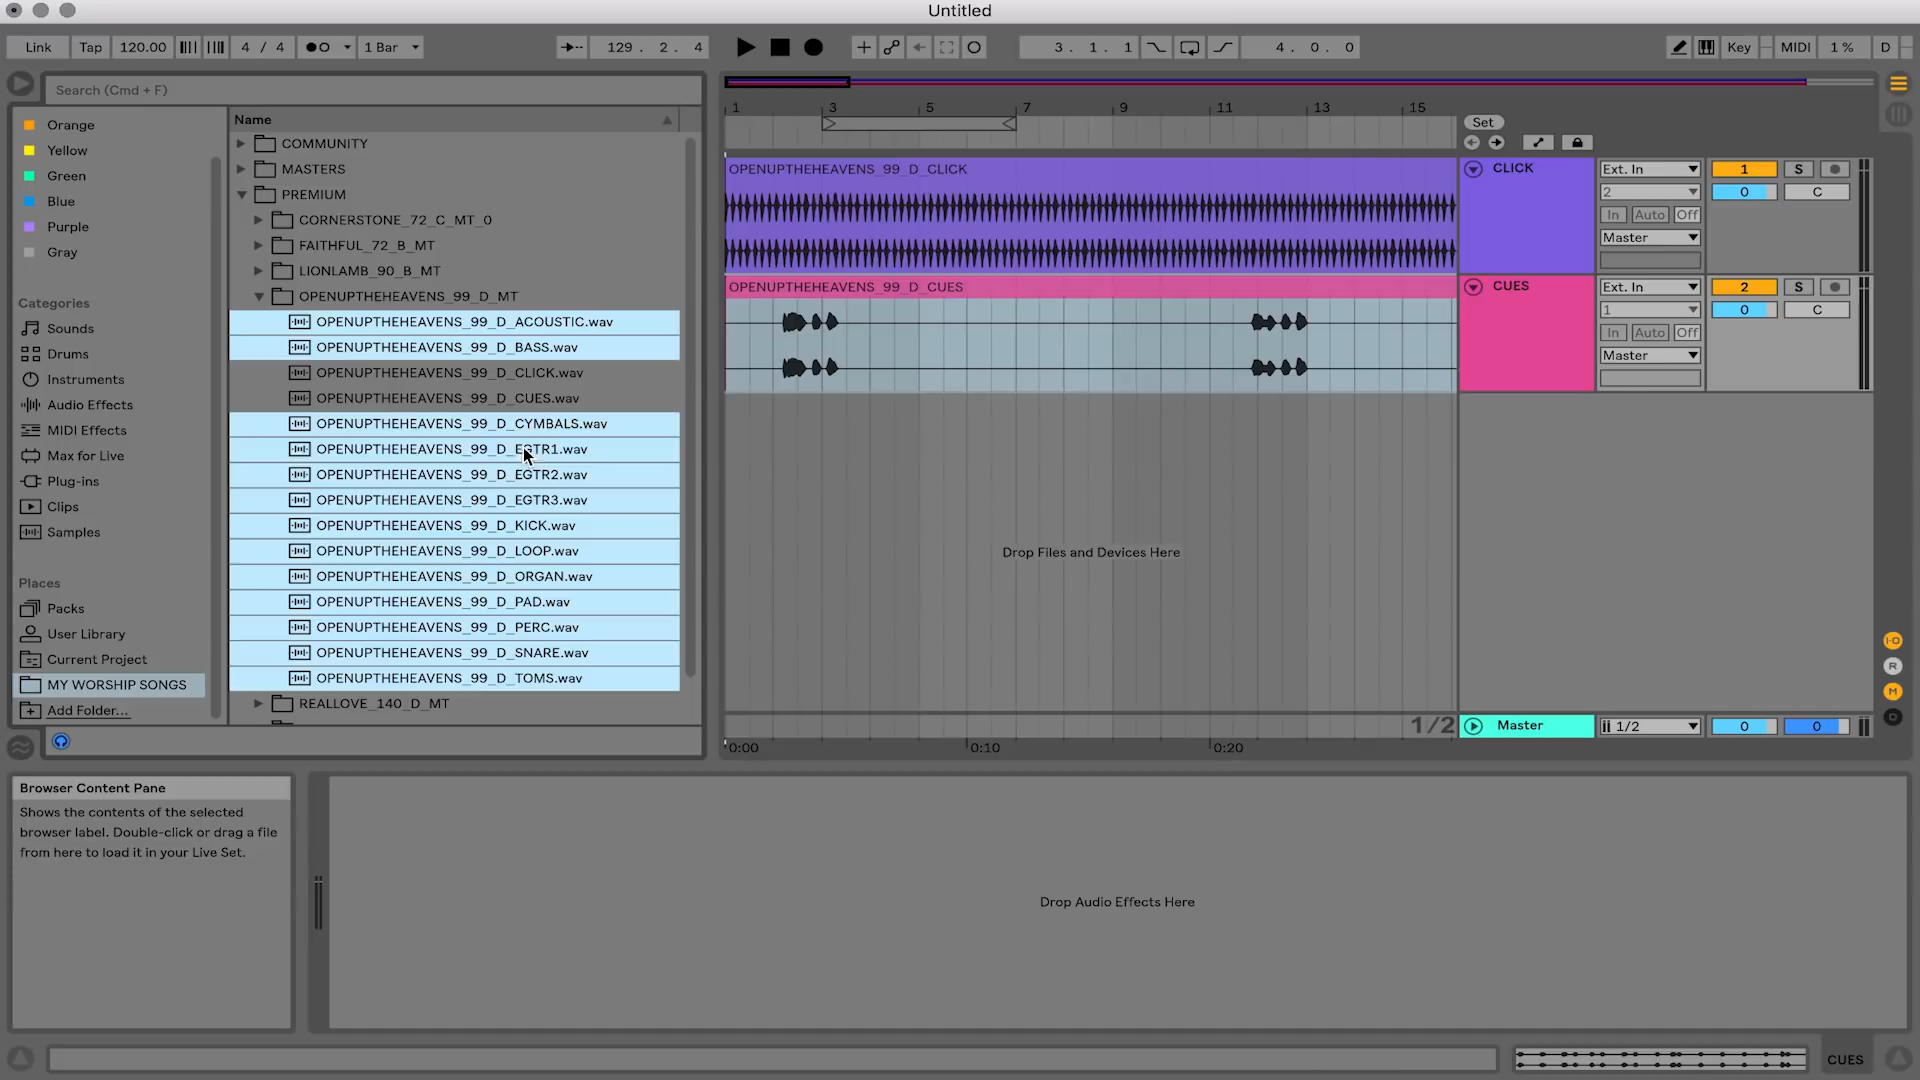 Untitled
Link Tap 120.00 4 / 4 1 Bar 129 . 2 . 4 3 . 1 . 1 4 . 0 . 0 Key MIDI 1 % D
Search (Cmd + F)
Orange
Yellow
Green
Blue
Purple
Gray
Categories
Sounds
Drums
Instruments
Audio Effects
MIDI Effects
Max for Live
Plug-ins
Clips
Samples
Places
Packs
User Library
Current Project
MY WORSHIP SONGS
Add Folder...
Name
COMMUNITY
MASTERS
PREMIUM
CORNERSTONE_72_C_MT_0
FAITHFUL_72_B_MT
LIONLAMB_90_B_MT
OPENUPTHEHEAVENS_99_D_MT
OPENUPTHEHEAVENS_99_D_ACOUSTIC.wav
OPENUPTHEHEAVENS_99_D_BASS.wav
OPENUPTHEHEAVENS_99_D_CLICK.wav
OPENUPTHEHEAVENS_99_D_CUES.wav
OPENUPTHEHEAVENS_99_D_CYMBALS.wav
OPENUPTHEHEAVENS_99_D_EGTR1.wav
OPENUPTHEHEAVENS_99_D_EGTR2.wav
OPENUPTHEHEAVENS_99_D_EGTR3.wav
OPENUPTHEHEAVENS_99_D_KICK.wav
OPENUPTHEHEAVENS_99_D_LOOP.wav
OPENUPTHEHEAVENS_99_D_ORGAN.wav
OPENUPTHEHEAVENS_99_D_PAD.wav
OPENUPTHEHEAVENS_99_D_PERC.wav
OPENUPTHEHEAVENS_99_D_SNARE.wav
OPENUPTHEHEAVENS_99_D_TOMS.wav
REALLOVE_140_D_MT
1 3 5 7 9 11 13 15
Set
OPENUPTHEHEAVENS_99_D_CLICK
CLICK Ext. In 1 S
2 0 C
In Auto Off
Master
OPENUPTHEHEAVENS_99_D_CUES
CUES Ext. In 2 S
1 0 C
In Auto Off
Master
Drop Files and Devices Here
I·O
R
M
1/2 Master 1/2 0 0
0:00 0:10 0:20
Browser Content Pane
Shows the contents of the selected
browser label. Double-click or drag a file
from here to load it in your Live Set.
Drop Audio Effects Here
CUES